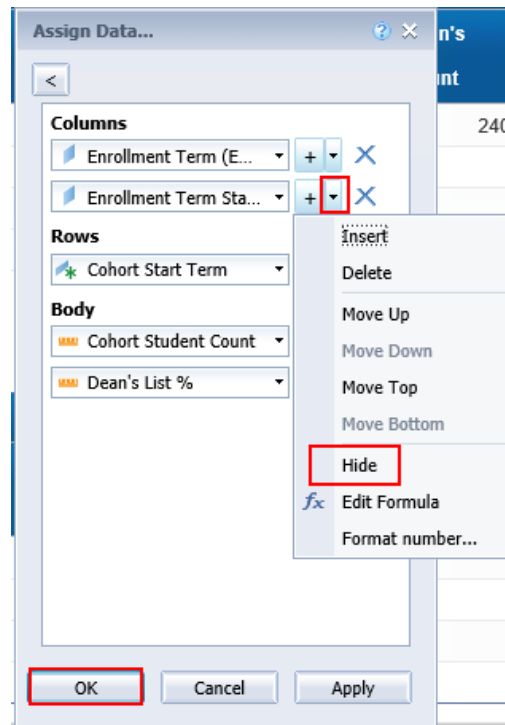 Assign Data...
?
n's
nt
240
<
Columns
Enrollment Term (E...
+
Enrollment Term Sta...
+
Rows
Cohort Start Term
Body
Cohort Student Count
Dean's List %
Insert
Delete
Move Up
Move Down
Move Top
Move Bottom
Hide
fx Edit Formula
Format number...
OK Cancel Apply